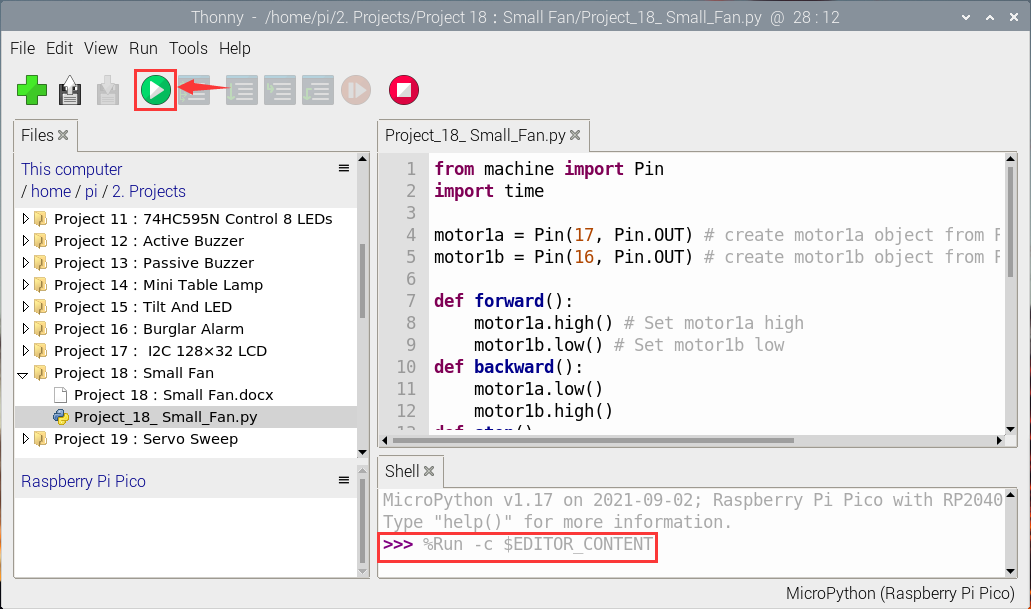 Thonny - /home/pi/2. Projects/Project 18 : Small Fan/Project_18_ Small_Fan.py @ 28 : 12
File Edit View Run Tools Help
Files
This computer
/ home / pi / 2. Projects
Project 11 : 74HC595N Control 8 LEDs
Project 12 : Active Buzzer
Project 13 : Passive Buzzer
Project 14 : Mini Table Lamp
Project 15 : Tilt And LED
Project 16 : Burglar Alarm
Project 17 : I2C 128×32 LCD
Project 18 : Small Fan
Project 18 : Small Fan.docx
Project_18_ Small_Fan.py
Project 19 : Servo Sweep
Raspberry Pi Pico
Project_18_ Small_Fan.py
1 from machine import Pin
2 import time
3
4 motor1a = Pin(17, Pin.OUT) # create motor1a object from
5 motor1b = Pin(16, Pin.OUT) # create motor1b object from
6
7 def forward():
8 motor1a.high() # Set motor1a high
9 motor1b.low() # Set motor1b low
10 def backward():
11 motor1a.low()
12 motor1b.high()
13 def stop()
Shell
MicroPython v1.17 on 2021-09-02; Raspberry Pi Pico with RP2040
Type "help()" for more information.
>>> %Run -c $EDITOR_CONTENT
MicroPython (Raspberry Pi Pico)